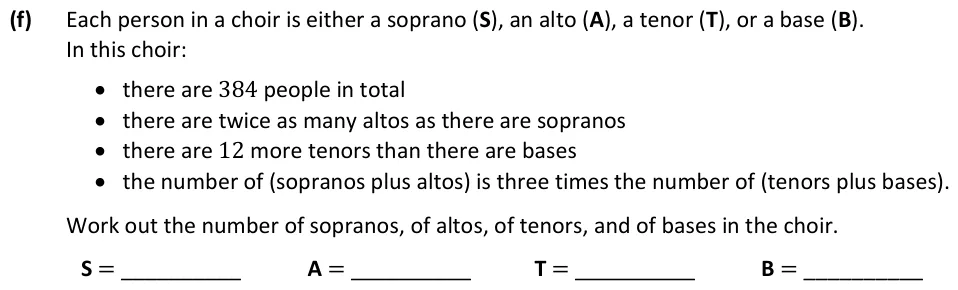 (f) Each person in a choir is either a soprano (S), an alto (A), a tenor (T), or a base (B).
In this choir:
• there are 384 people in total
• there are twice as many altos as there are sopranos
• there are 12 more tenors than there are bases
• the number of (sopranos plus altos) is three times the number of (tenors plus bases).
Work out the number of sopranos, of altos, of tenors, and of bases in the choir.
S = __________ A = __________ T = __________ B = __________